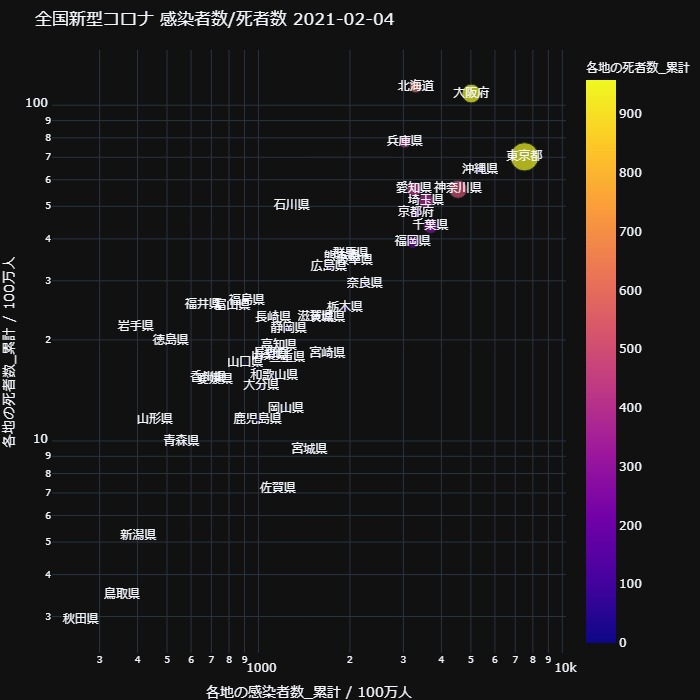 全国新型コロナ 感染者数/死者数 2021-02-04
各地の死者数_累計
北海道
大阪府
100
9
8
兵庫県
7
東京都
沖縄県
6
愛知県 神奈川県
埼玉県
5
石川県
京都府
千葉県
4
福岡県
群馬県
岐阜県
広島県
3
奈良県
福井県
富山県
福島県
栃木県
長崎県
滋賀県
岩手県
静岡県
2
徳島県
高知県
宮崎県
山口県
和歌山県
大分県
岡山県
山形県
鹿児島県
10
青森県
9
宮城県
8
7
佐賀県
6
5
新潟県
4
鳥取県
3
秋田県
各地の死者数_累計 / 100万人
3
4
5
6
7
8
9
1000
2
3
4
5
6
7
8
9
10k
各地の感染者数_累計 / 100万人
900
800
700
600
500
400
300
200
100
0